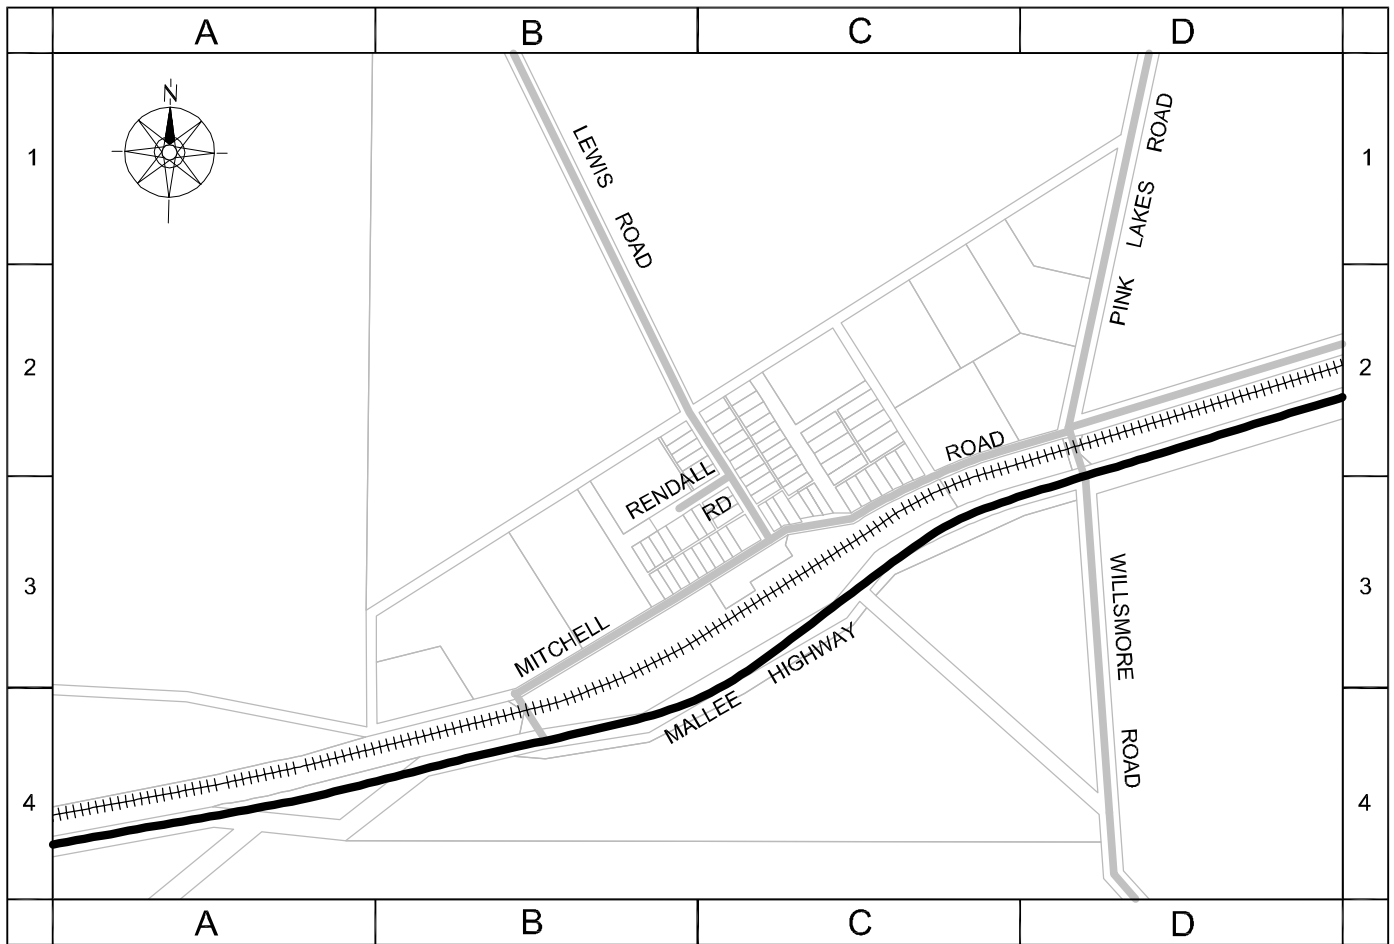 A B C D
N
1 1
LEWIS ROAD
PINK LAKES ROAD
2 2
ROAD
RENDALL
RD
3 3
WILLSMORE ROAD
MITCHELL
MALLEE HIGHWAY
4 4
A B C D